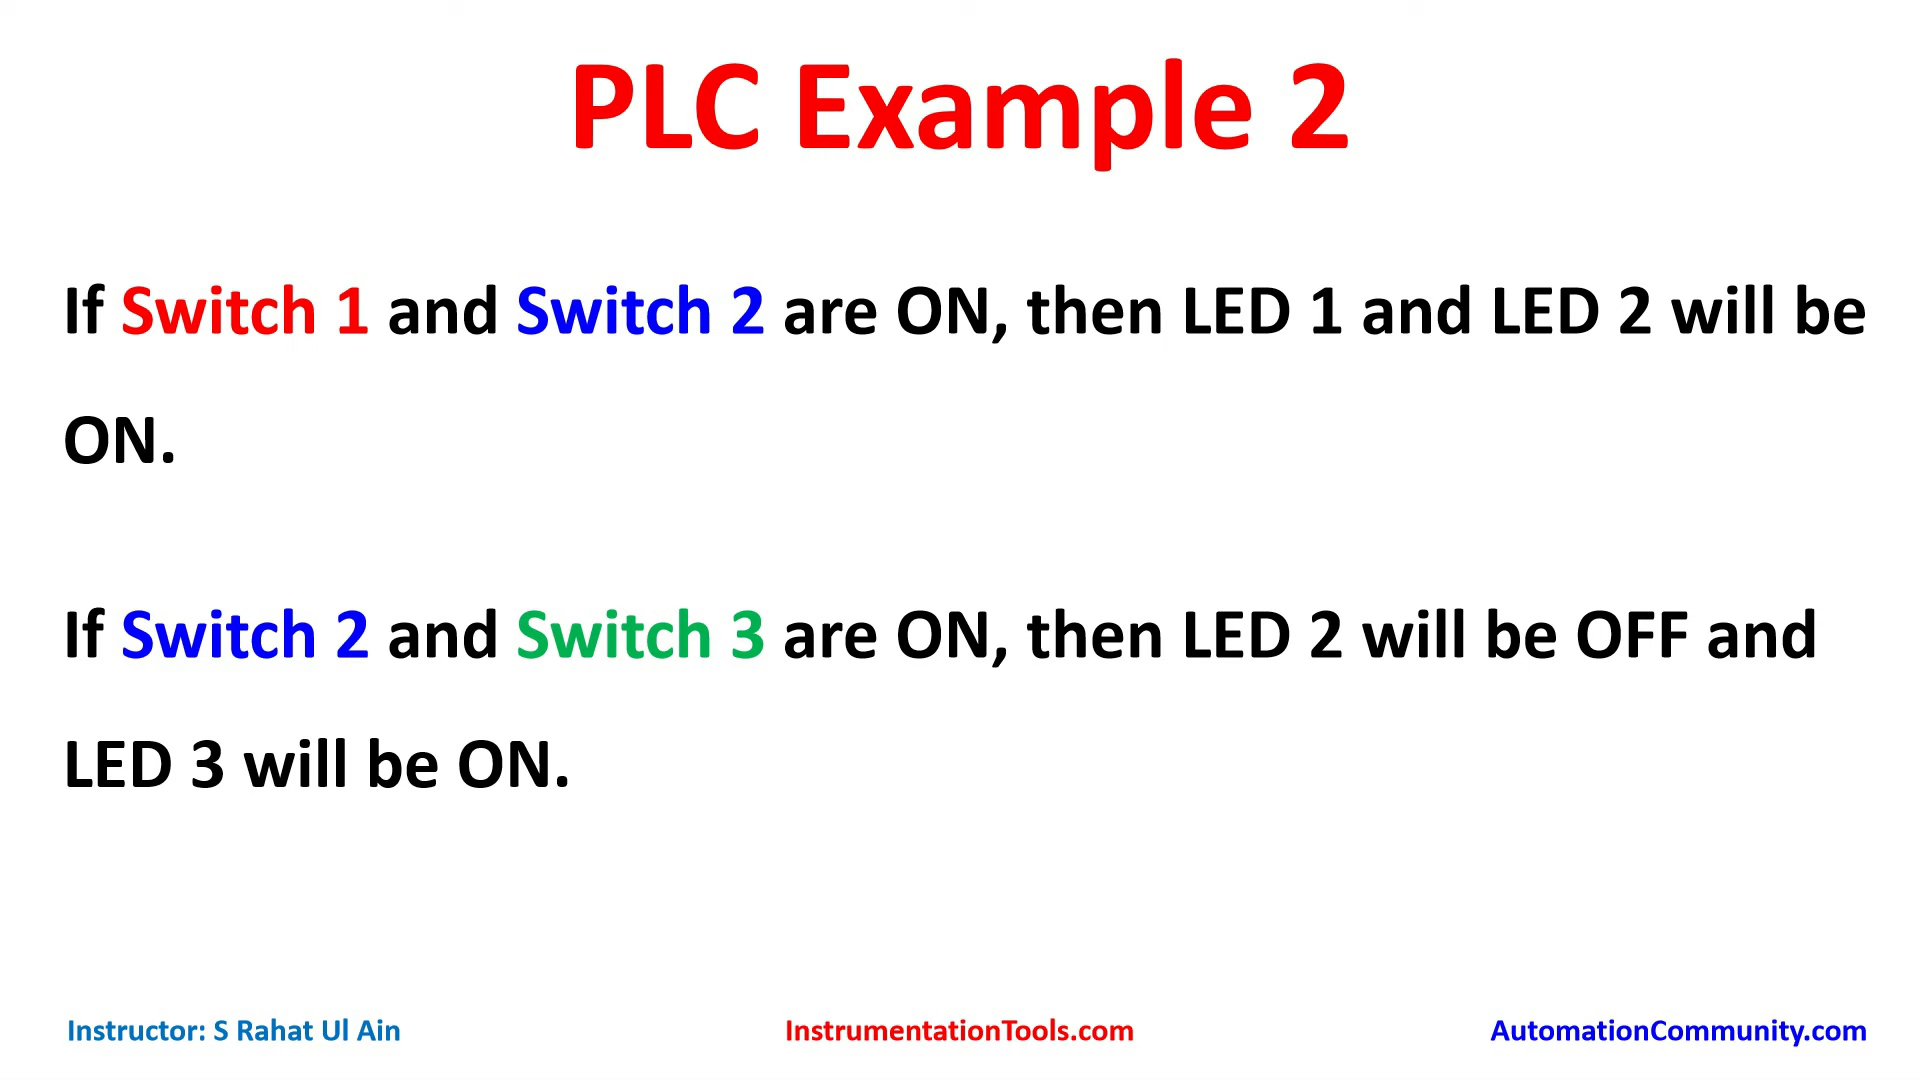 PLC Example 2
If Switch 1 and Switch 2 are ON, then LED 1 and LED 2 will be
ON.
If Switch 2 and Switch 3 are ON, then LED 2 will be OFF and
LED 3 will be ON.
Instructor: S Rahat Ul Ain
InstrumentationTools.com
AutomationCommunity.com